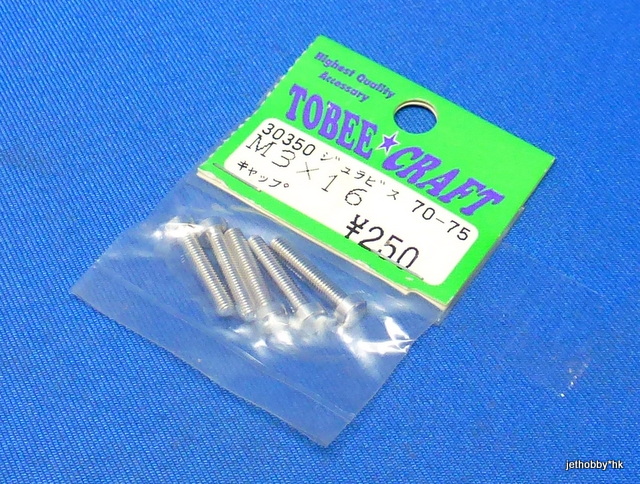 Highest Quality
Accessory
TOBEE★CRAFT
30350 ジュラビス 70-75
M3×16
キャップ
¥250
jethobby*hk